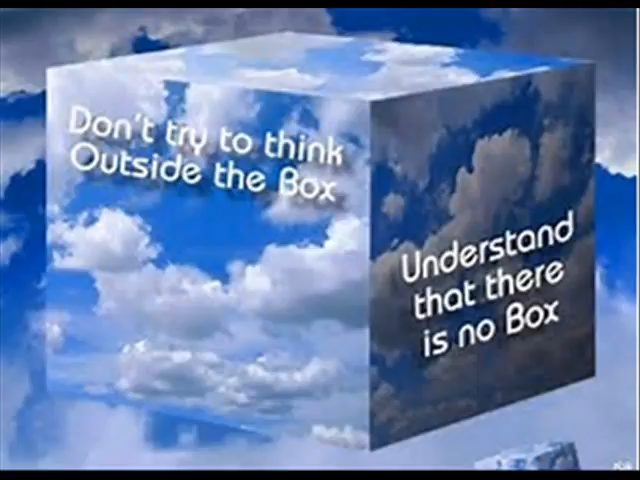 Don't try to think
Outside the Box
Understand
that there
is no Box